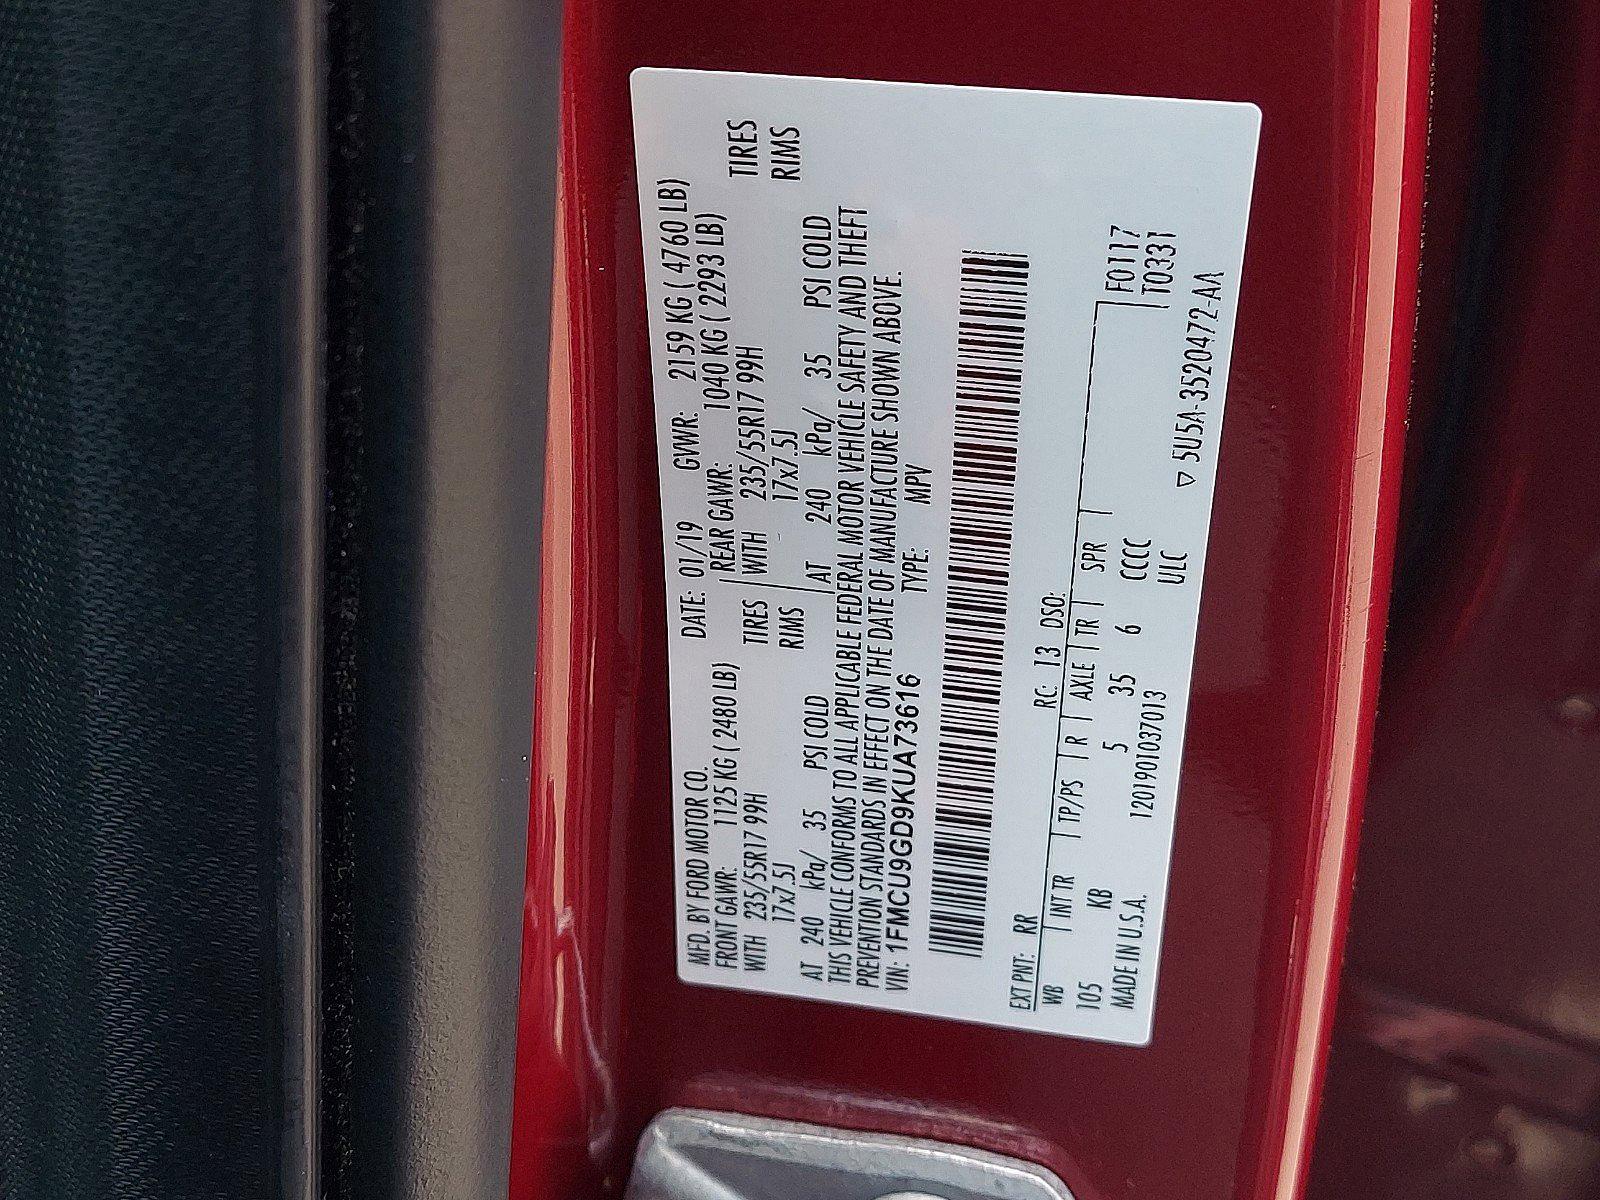 MFD. BY FORD MOTOR CO. DATE: 01/19 GVWR: 2159 KG ( 4760 LB)
FRONT GAWR: 1125 KG ( 2480 LB) REAR GAWR: 1040 KG ( 2293 LB)
WITH 235/55R17 99H TIRES WITH 235/55R17 99H TIRES
17x7.5J RIMS 17x7.5J RIMS
AT 240 kPa/ 35 PSI COLD AT 240 kPa/ 35 PSI COLD
THIS VEHICLE CONFORMS TO ALL APPLICABLE FEDERAL MOTOR VEHICLE SAFETY AND THEFT
PREVENTION STANDARDS IN EFFECT ON THE DATE OF MANUFACTURE SHOWN ABOVE.
VIN: 1FMCU9GD9KUA73616 TYPE: MPV
EXT PNT: RR RC: 13 DSO:
WB INT TR TP/PS R AXLE TR SPR F0117
105 KB 5 35 6 CCCC T0331
MADE IN U.S.A. 120190103701​3 ULC
▽ 5U5A-3520472-AA